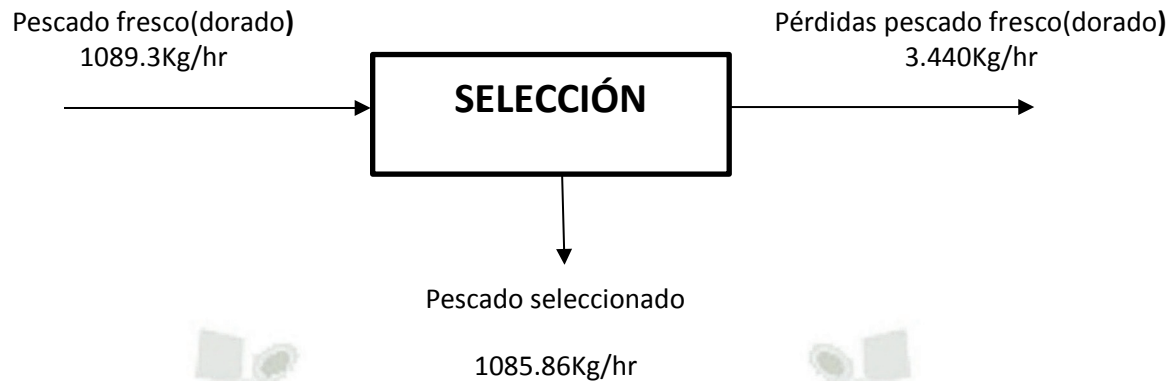 Pescado fresco(dorado)
1089.3Kg/hr
Pérdidas pescado fresco(dorado)
3.440Kg/hr
SELECCIÓN
Pescado seleccionado
1085.86Kg/hr